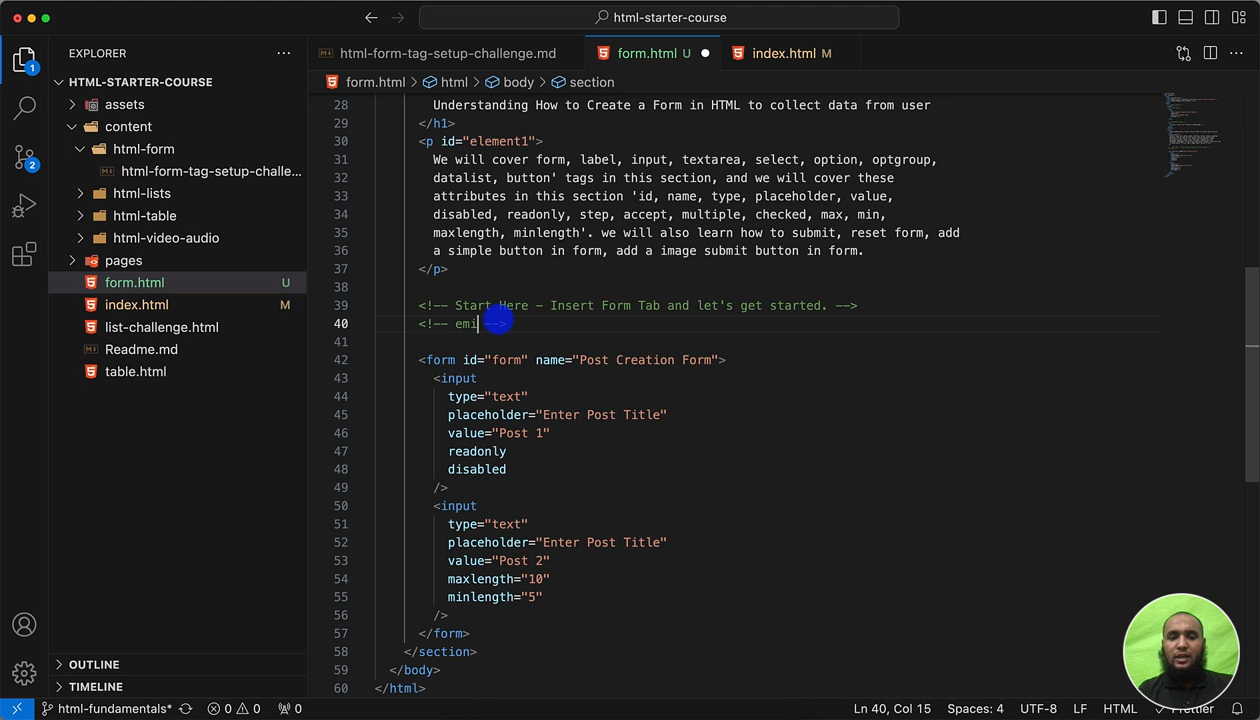 html-starter-course
EXPLORER
html-form-tag-setup-challenge.md
form.html U
index.html M
HTML-STARTER-COURSE
form.html > html > body > section
assets
content
html-form
html-form-tag-setup-challe...
html-lists
html-table
html-video-audio
pages
form.html U
index.html M
list-challenge.html
Readme.md
table.html
1
2
28 Understanding How to Create a Form in HTML to collect data from user
29 </h1>
30 <p id="element1">
31 We will cover form, label, input, textarea, select, option, optgroup,
32 datalist, button' tags in this section, and we will cover these
33 attributes in this section 'id, name, type, placeholder, value,
34 disabled, readonly, step, accept, multiple, checked, max, min,
35 maxlength, minlength'. we will also learn how to submit, reset form, add
36 a simple button in form, add a image submit button in form.
37 </p>
38
39 <!-- Start Here - Insert Form Tab and let's get started. -->
40 <!-- emi -->
41
42 <form id="form" name="Post Creation Form">
43 <input
44 type="text"
45 placeholder="Enter Post Title"
46 value="Post 1"
47 readonly
48 disabled
49 />
50 <input
51 type="text"
52 placeholder="Enter Post Title"
53 value="Post 2"
54 maxlength="10"
55 minlength="5"
56 />
57 </form>
58 </section>
59 </body>
60 </html>
OUTLINE
TIMELINE
html-fundamentals* 0 0 0
Ln 40, Col 15 Spaces: 4 UTF-8 LF HTML Prettier